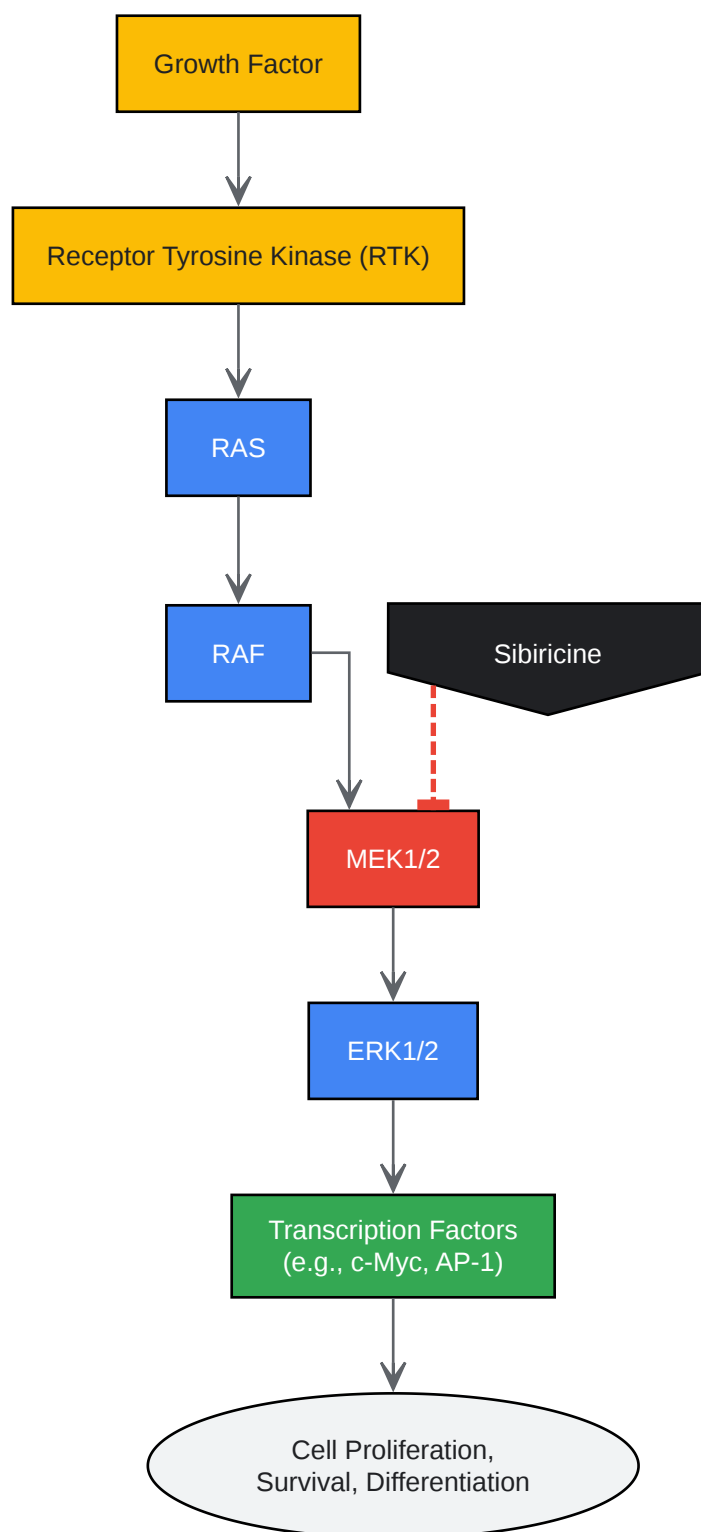 Growth Factor
Receptor Tyrosine Kinase (RTK)
RAS
RAF
Sibiricine
MEK1/2
ERK1/2
Transcription Factors
(e.g., c-Myc, AP-1)
Cell Proliferation,
Survival, Differentiation